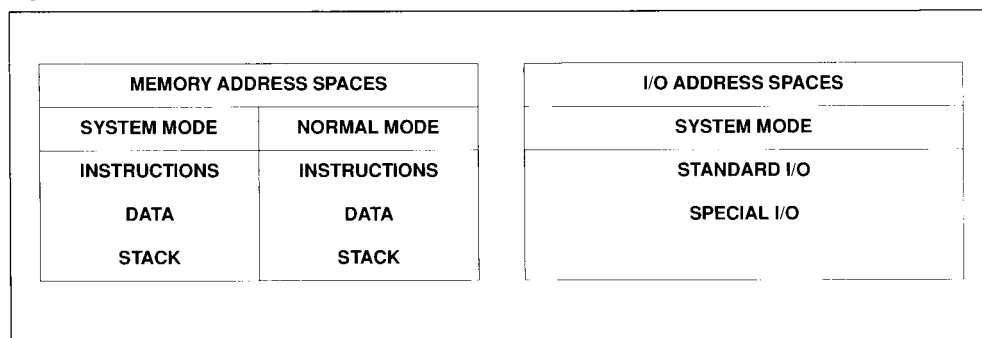 MEMORY ADDRESS SPACES
SYSTEM MODE NORMAL MODE
INSTRUCTIONS INSTRUCTIONS
DATA DATA
STACK STACK
I/O ADDRESS SPACES
SYSTEM MODE
STANDARD I/O
SPECIAL I/O